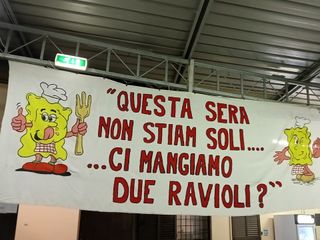 "QUESTA SERA
NON STIAM SOLI....
...CI MANGIAMO
DUE RAVIOLI?"